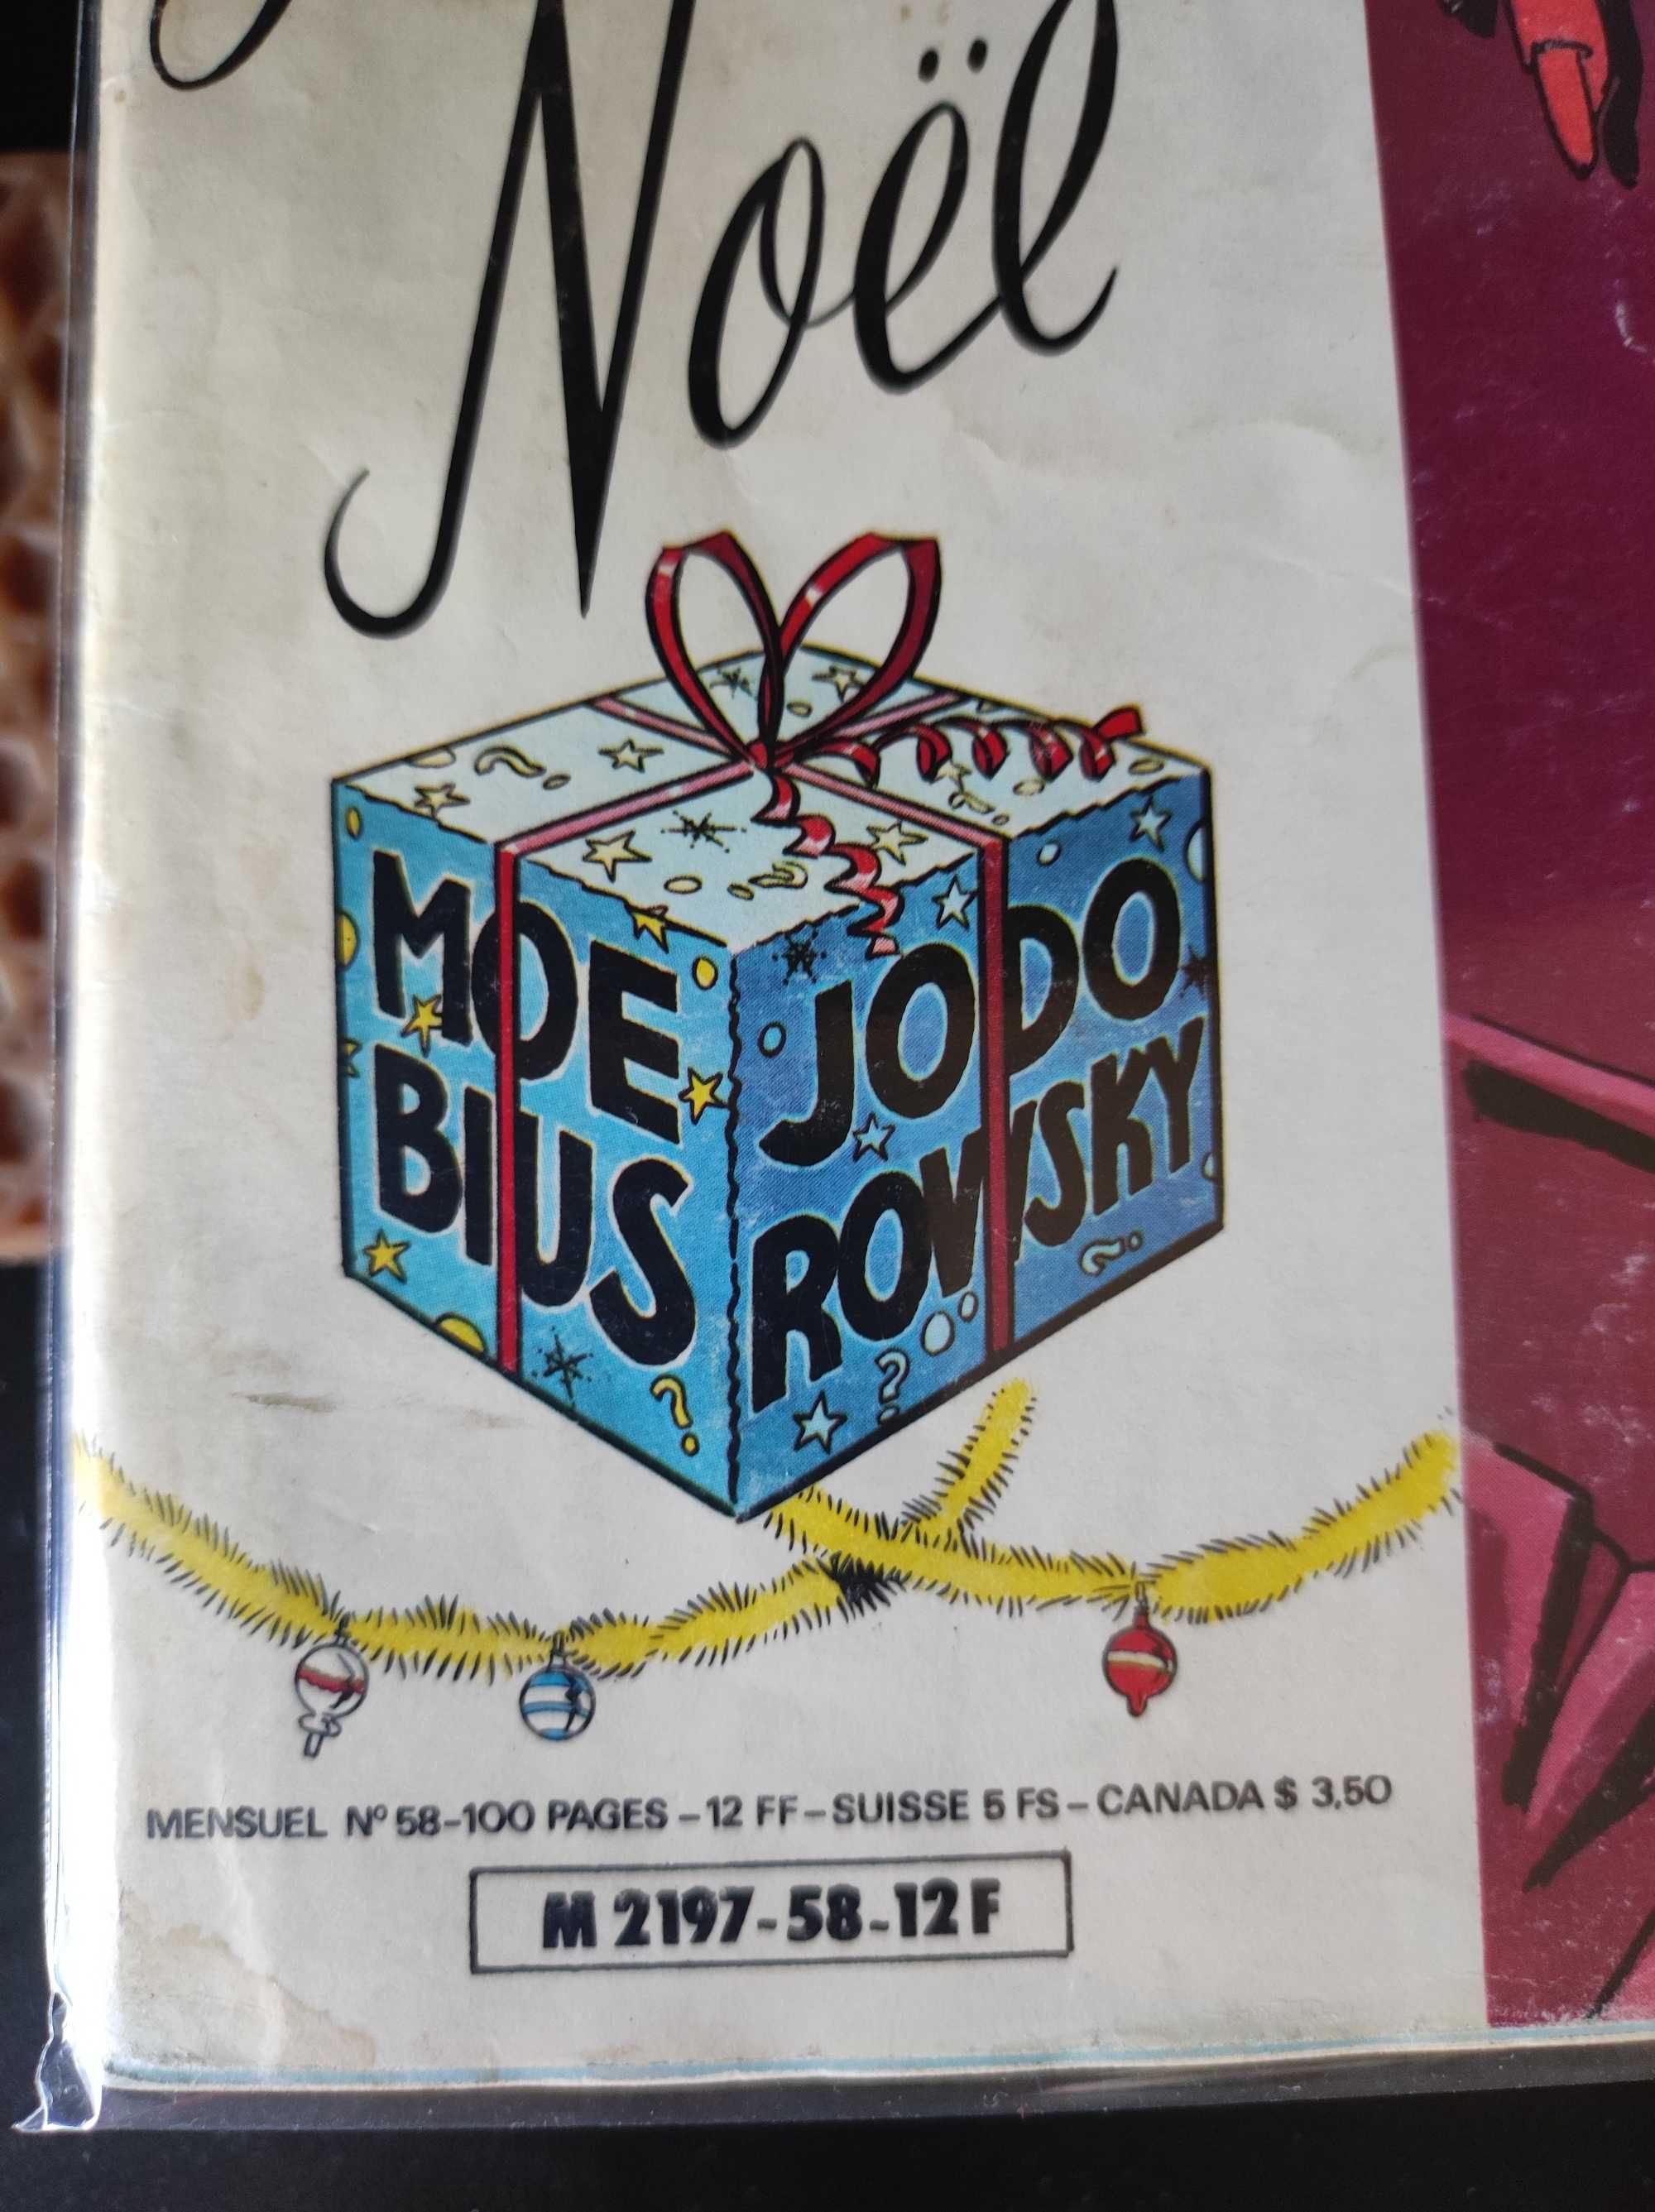 Noël
MOE
BIUS
JODO
ROWSKY
MENSUEL Nº 58-100 PAGES - 12 FF - SUISSE 5 FS - CANADA $ 3,50
M 2197-58-12 F